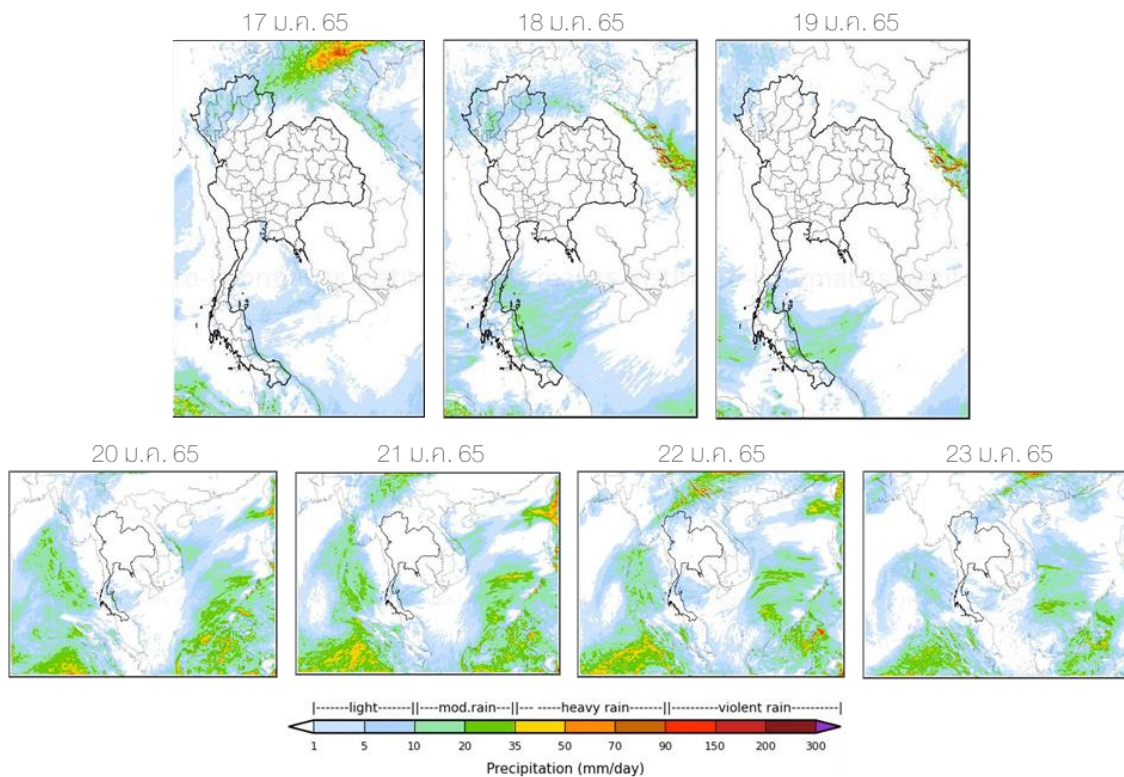 17 ม.ค. 65 18 ม.ค. 65 19 ม.ค. 65
20 ม.ค. 65 21 ม.ค. 65 22 ม.ค. 65 23 ม.ค. 65
|-------light-------||----mod.rain----|--- -----heavy rain------||---------violent rain----------|
1 5 10 20 35 50 70 90 150 200 300
Precipitation (mm/day)